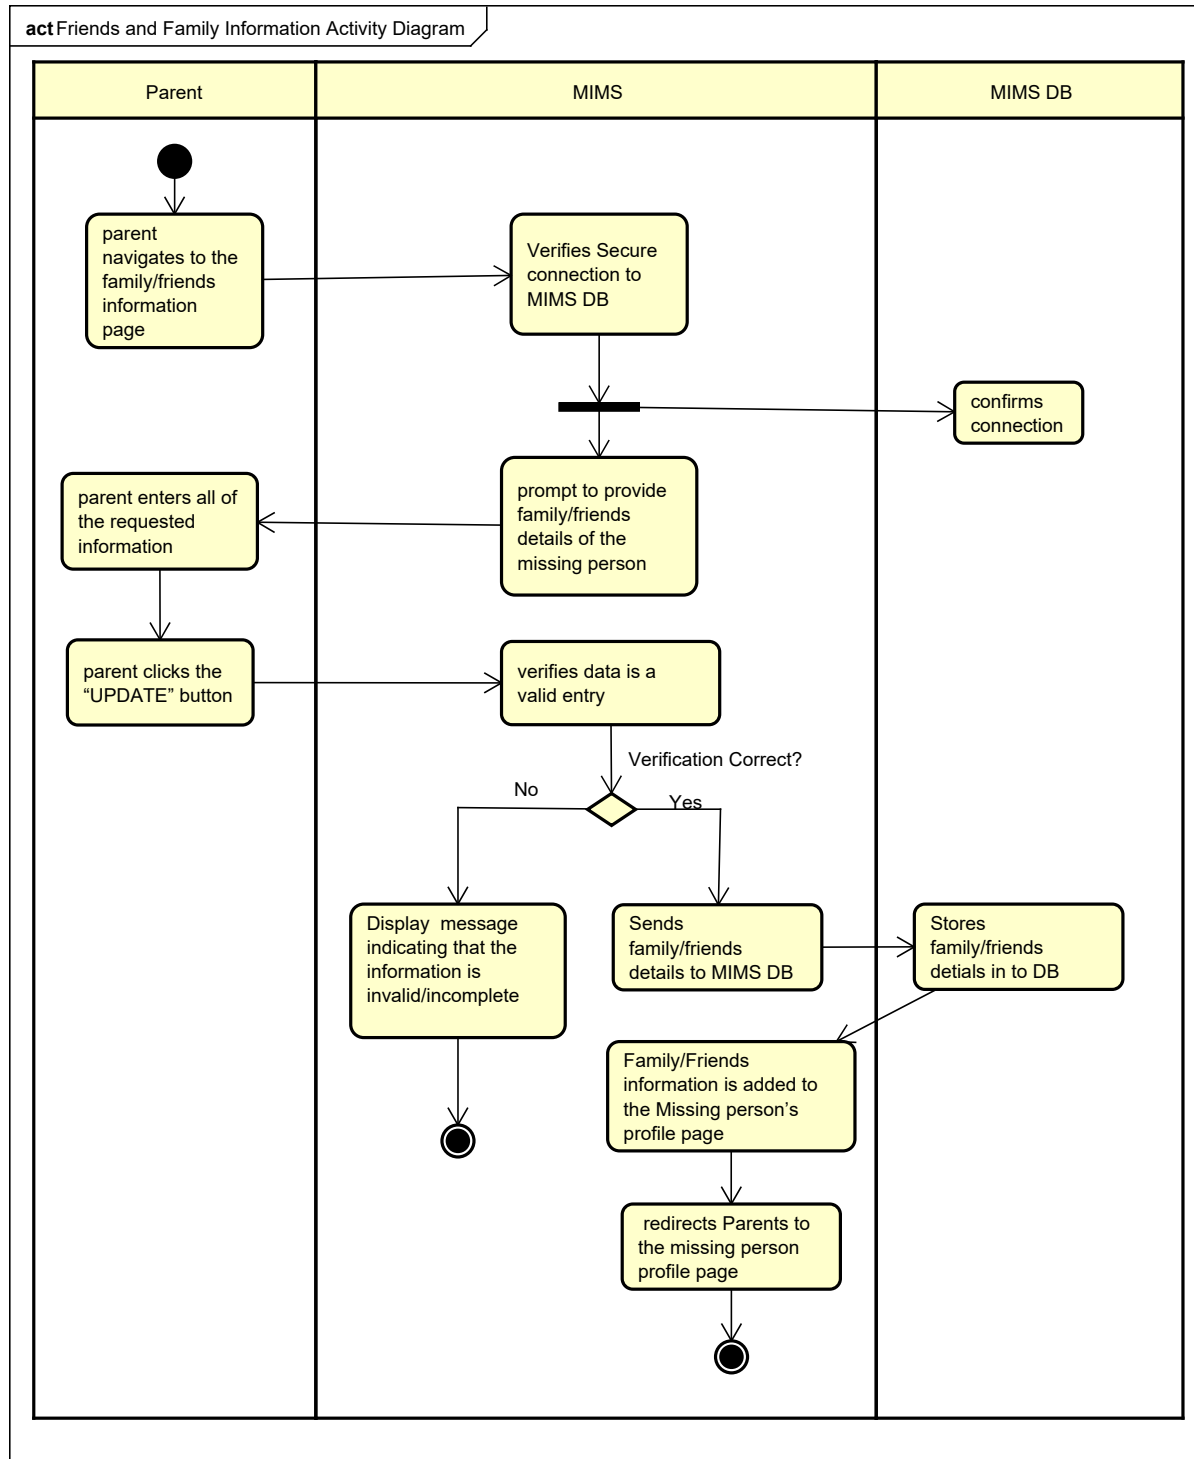 act Friends and Family Information Activity Diagram
Parent
MIMS
MIMS DB
parent
navigates to the
family/friends
information
page
Verifies Secure
connection to
MIMS DB
confirms
connection
prompt to provide
family/friends
details of the
missing person
parent enters all of
the requested
information
parent clicks the
“UPDATE” button
verifies data is a
valid entry
Verification Correct?
No
Yes
Display message
indicating that the
information is
invalid/incomplete
Sends
family/friends
details to MIMS DB
Stores
family/friends
detials in to DB
Family/Friends
information is added to
the Missing person’s
profile page
redirects Parents to
the missing person
profile page